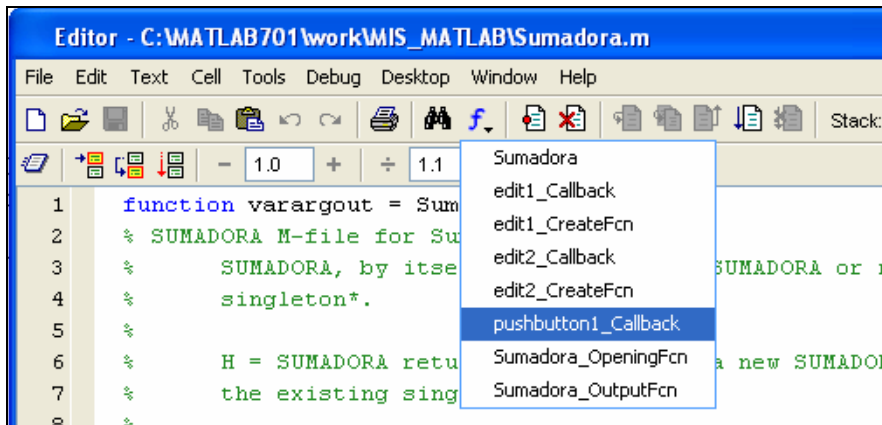 Editor - C:\MATLAB701\work\MIS_MATLAB\Sumadora.m
File Edit Text Cell Tools Debug Desktop Window Help
Stack:
1.0 1.1
Sumadora
edit1_Callback
edit1_CreateFcn
edit2_Callback
edit2_CreateFcn
pushbutton1_Callback
Sumadora_OpeningFcn
Sumadora_OutputFcn
1 function varargout = Sum
2 % SUMADORA M-file for Su
3 % SUMADORA, by itse SUMADORA or
4 % singleton*.
5 %
6 % H = SUMADORA retu a new
7 % the existing sing
8 %